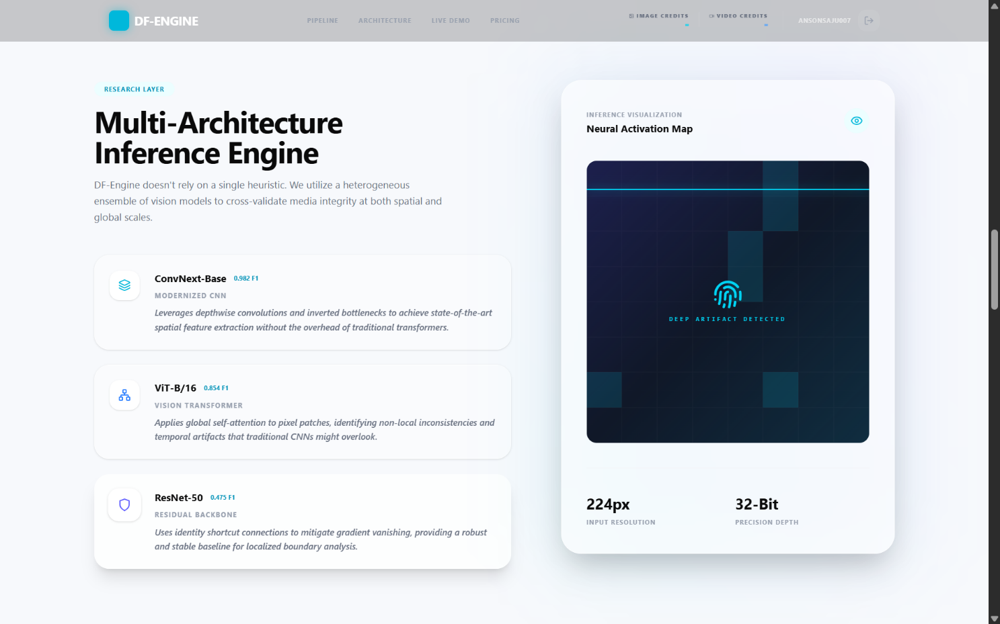 DF-ENGINE
PIPELINE
ARCHITECTURE
LIVE DEMO
PRICING
IMAGE CREDITS
VIDEO CREDITS
ANSONSAJU007
RESEARCH LAYER
Multi-Architecture
Inference Engine
DF-Engine doesn't rely on a single heuristic. We utilize a heterogeneous
ensemble of vision models to cross-validate media integrity at both spatial and
global scales.
ConvNext-Base 0.982 F1
MODERNIZED CNN
Leverages depthwise convolutions and inverted bottlenecks to achieve state-of-the-art
spatial feature extraction without the overhead of traditional transformers.
ViT-B/16 0.854 F1
VISION TRANSFORMER
Applies global self-attention to pixel patches, identifying non-local inconsistencies and
temporal artifacts that traditional CNNs might overlook.
ResNet-50 0.475 F1
RESIDUAL BACKBONE
Uses identity shortcut connections to mitigate gradient vanishing, providing a robust
and stable baseline for localized boundary analysis.
INFERENCE VISUALIZATION
Neural Activation Map
DEEP ARTIFACT DETECTED
224px
INPUT RESOLUTION
32-Bit
PRECISION DEPTH